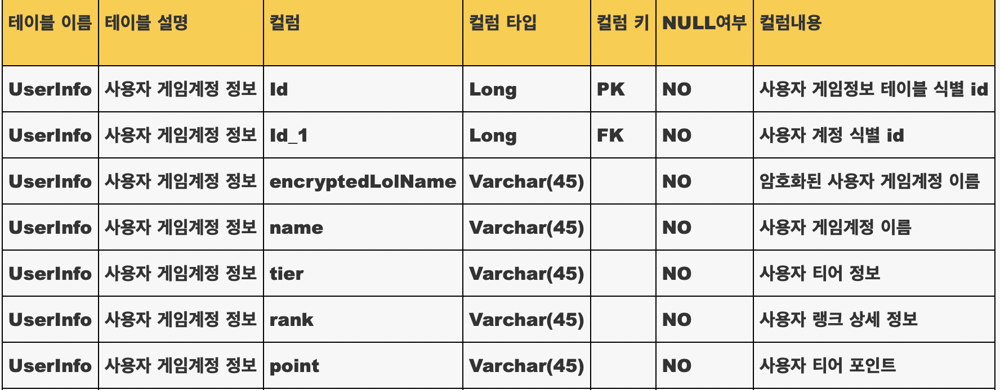 테이블 이름 테이블 설명 컬럼 컬럼 타입 컬럼 키 NULL여부 컬럼내용
UserInfo 사용자 게임계정 정보 Id Long PK NO 사용자 게임정보 테이블 식별 id
UserInfo 사용자 게임계정 정보 Id_1 Long FK NO 사용자 계정 식별 id
UserInfo 사용자 게임계정 정보 encryptedLolName Varchar(45) NO 암호화된 사용자 게임계정 이름
UserInfo 사용자 게임계정 정보 name Varchar(45) NO 사용자 게임계정 이름
UserInfo 사용자 게임계정 정보 tier Varchar(45) NO 사용자 티어 정보
UserInfo 사용자 게임계정 정보 rank Varchar(45) NO 사용자 랭크 상세 정보
UserInfo 사용자 게임계정 정보 point Varchar(45) NO 사용자 티어 포인트